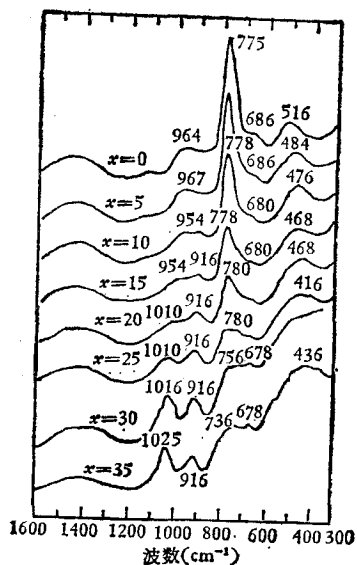 775
964 686 516
x=0 778 484
967 686 476
x=5
954 778 680 468
x=10
954 916 780 680 468
x=15
1010 916 416
x=20 780
1010 916 756 678 436
x=25
1016 916 736 678
x=30
1025
x=35 916
1600 1400 1200 1000 800 600 400 300
波数(cm⁻¹)